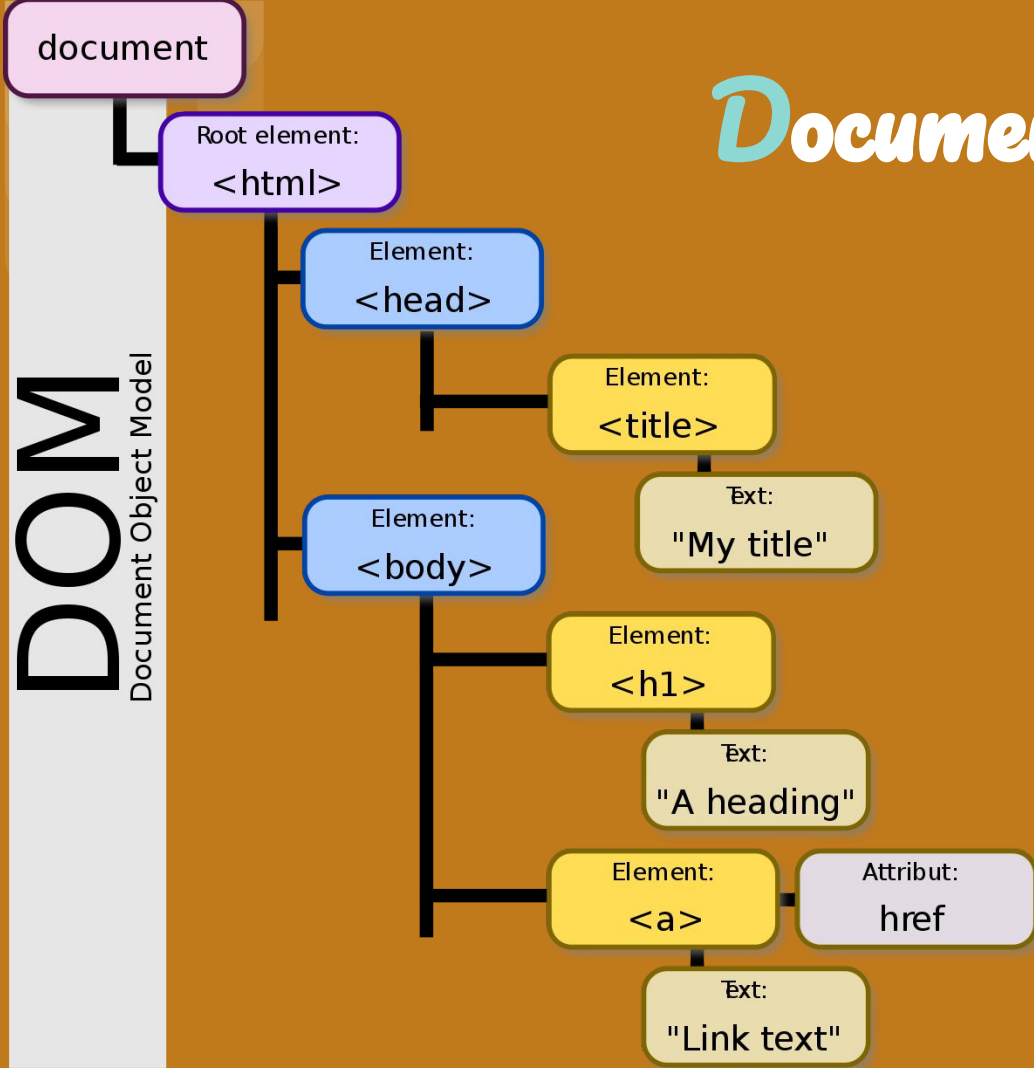 document
Docume
Root element:
<html>
Element:
<head>
Element:
<title>
Text:
"My title"
Element:
<body>
Element:
<h1>
Text:
"A heading"
Element:
<a>
Attribut:
href
Text:
"Link text"
DOM
Document Object Model